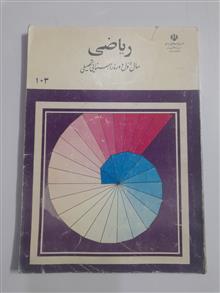 ریاضی
سال اول دورهٔ راهنمایی تحصیلی
۱۰۳